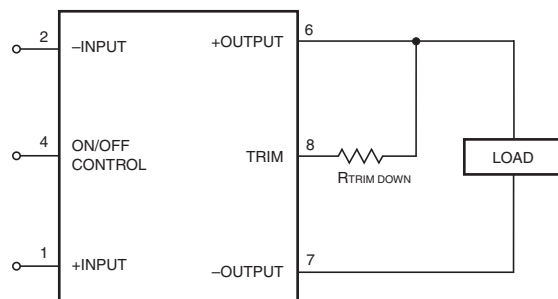 2 –INPUT +OUTPUT 6
4 ON/OFF
CONTROL TRIM 8
RTRIM DOWN
LOAD
1 +INPUT –OUTPUT 7